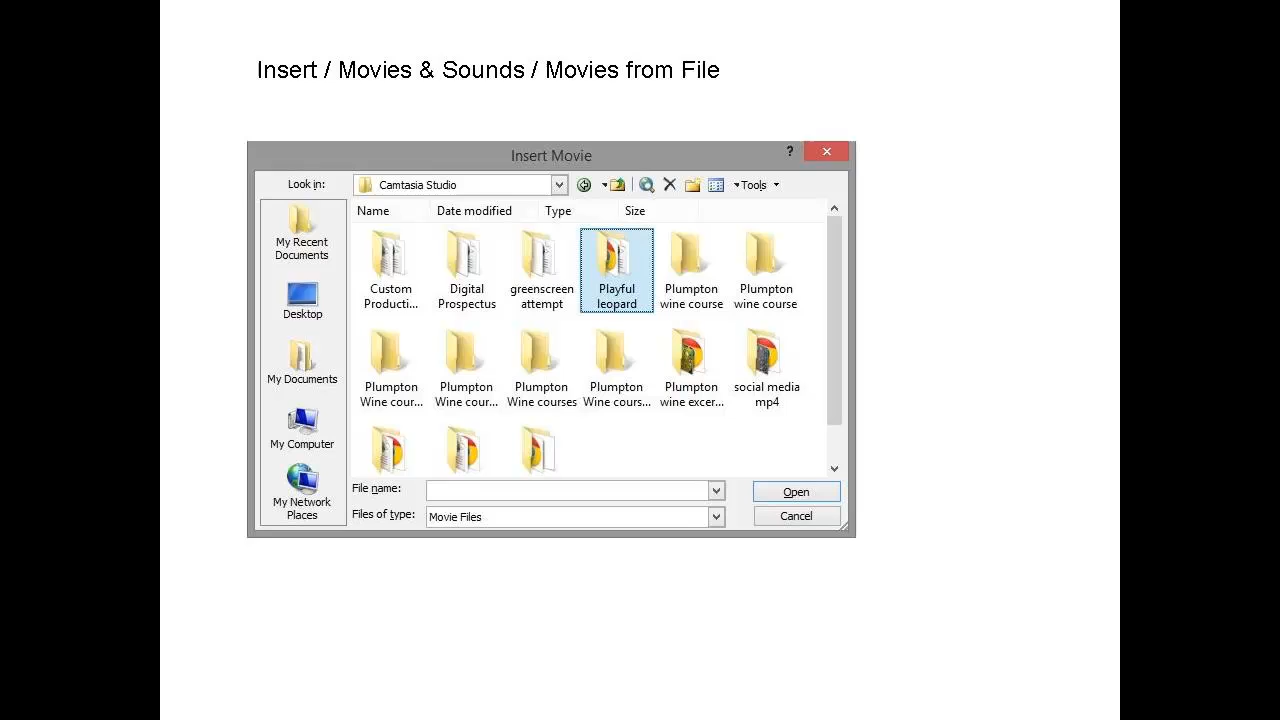 Insert / Movies & Sounds / Movies from File
Insert Movie
?
Look in:
Camtasia Studio
Tools
Name Date modified Type Size
My Recent
Documents
Desktop
My Documents
My Computer
My Network
Places
Custom
Producti...
Digital
Prospectus
greenscreen
attempt
Playful
leopard
Plumpton
wine course
Plumpton
wine course
Plumpton
Wine cour...
Plumpton
Wine cour...
Plumpton
Wine courses
Plumpton
Wine cours...
Plumpton
wine excer...
social media
mp4
File name:
Open
Files of type:
Movie Files
Cancel